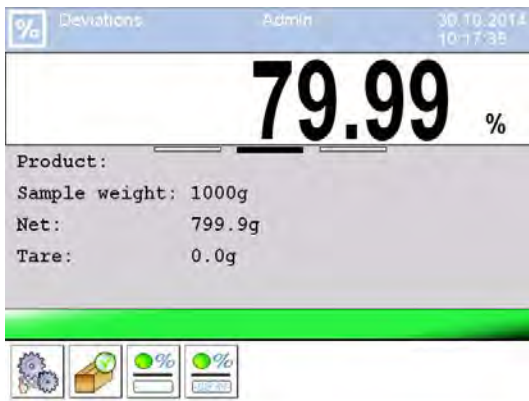 % Deviations Admin 30.10.2014
10:17:35
79.99 %
Product:
Sample weight: 1000g
Net: 799.9g
Tare: 0.0g
% %